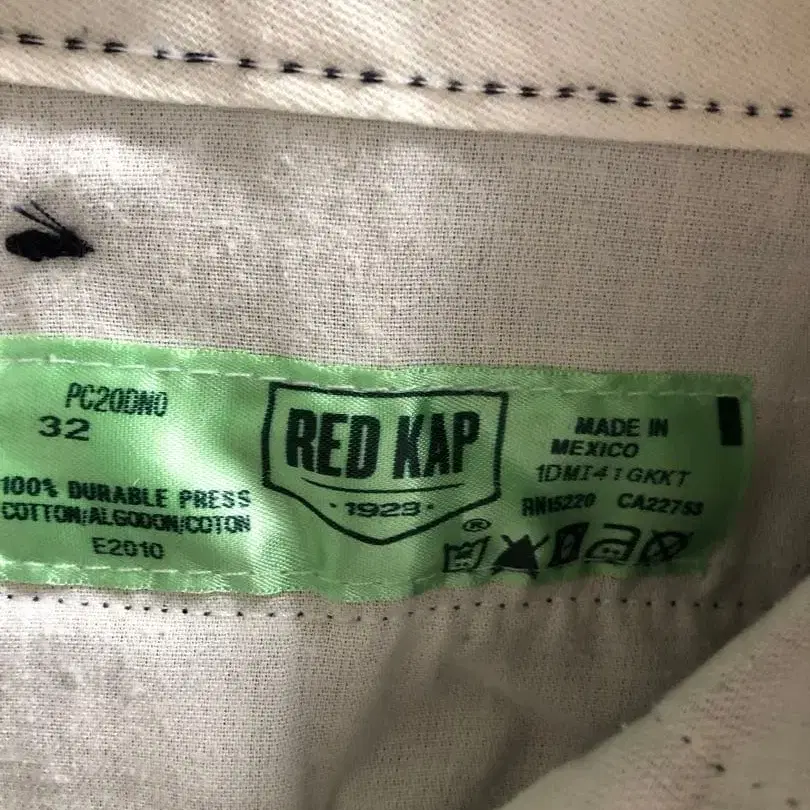 PC20DN0
32
100% DURABLE PRESS
COTTON/ALGODON/COTON
E2010
RED KAP
·1923·
®
MADE IN
MEXICO
1DMI41GKKT
RN15220 CA22753